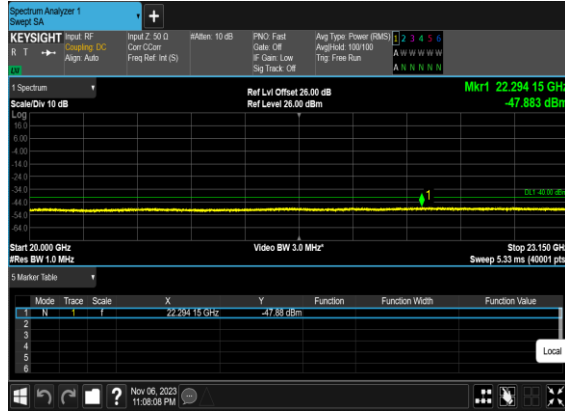 Spectrum Analyzer 1
Swept SA
+
KEYSIGHT Input: RF Input Z: 50 Ω #Atten: 10 dB PNO: Fast Avg Type: Power (RMS) 1 2 3 4 5 6
R T Coupling: DC Corr CCorr Gate: Off Avg|Hold: 100/100 A W W W W W
Align: Auto Freq Ref: Int (S) IF Gain: Low Trig: Free Run
Sig Track: Off A N N N N N
1 Spectrum Ref Lvl Offset 26.00 dB Mkr1 22.294 15 GHz
Scale/Div 10 dB Ref Level 26.00 dBm -47.883 dBm
Log
16.0
6.00
-4.00
-14.0
-24.0
-34.0 1 DL1 -40.00 dBm
-44.0
-54.0
-64.0
Start 20.000 GHz Video BW 3.0 MHz* Stop 23.150 GHz
#Res BW 1.0 MHz Sweep 5.33 ms (40001 pts
5 Marker Table
Mode Trace Scale X Y Function Function Width Function Value
1 N 1 f 22.294 15 GHz -47.88 dBm
2
3
4
5
6
Local
? Nov 06, 2023
11:08:08 PM